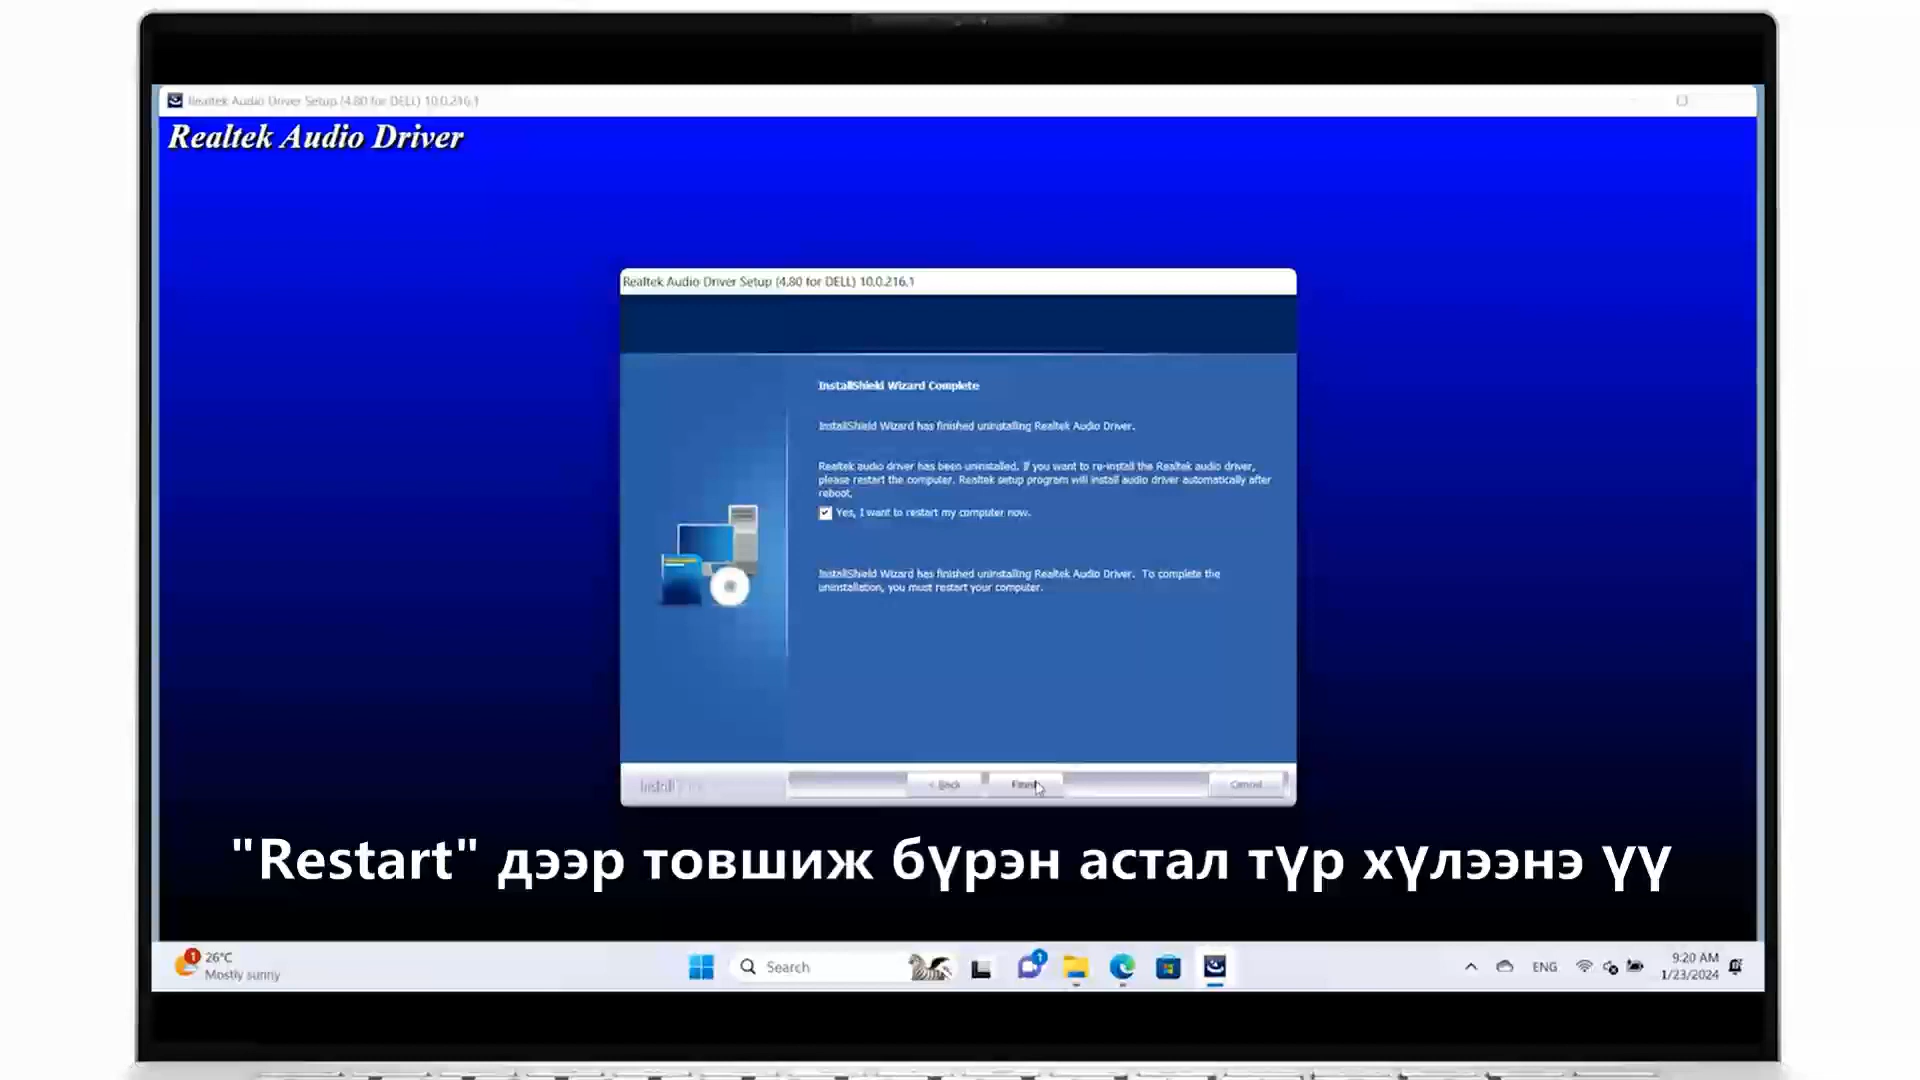 Realtek Audio Driver Setup (4.80 for DELL) 10.0.216.1
Realtek Audio Driver
Realtek Audio Driver Setup (4.80 for DELL) 10.0.216.1
InstallShield Wizard Complete
InstallShield Wizard has finished uninstalling Realtek Audio Driver.
Realtek audio driver has been uninstalled. If you want to re-install the Realtek audio driver,
please restart the computer. Realtek setup program will install audio driver automatically after
reboot.
Yes, I want to restart my computer now.
InstallShield Wizard has finished uninstalling Realtek Audio Driver. To complete the
uninstallation, you must restart your computer.
< Back
Cancel
"Restart" дээр товшиж бүрэн астал түр хүлээнэ үү
1
26°C
Mostly sunny
Search
1
ENG
9:20 AM
1/23/2024